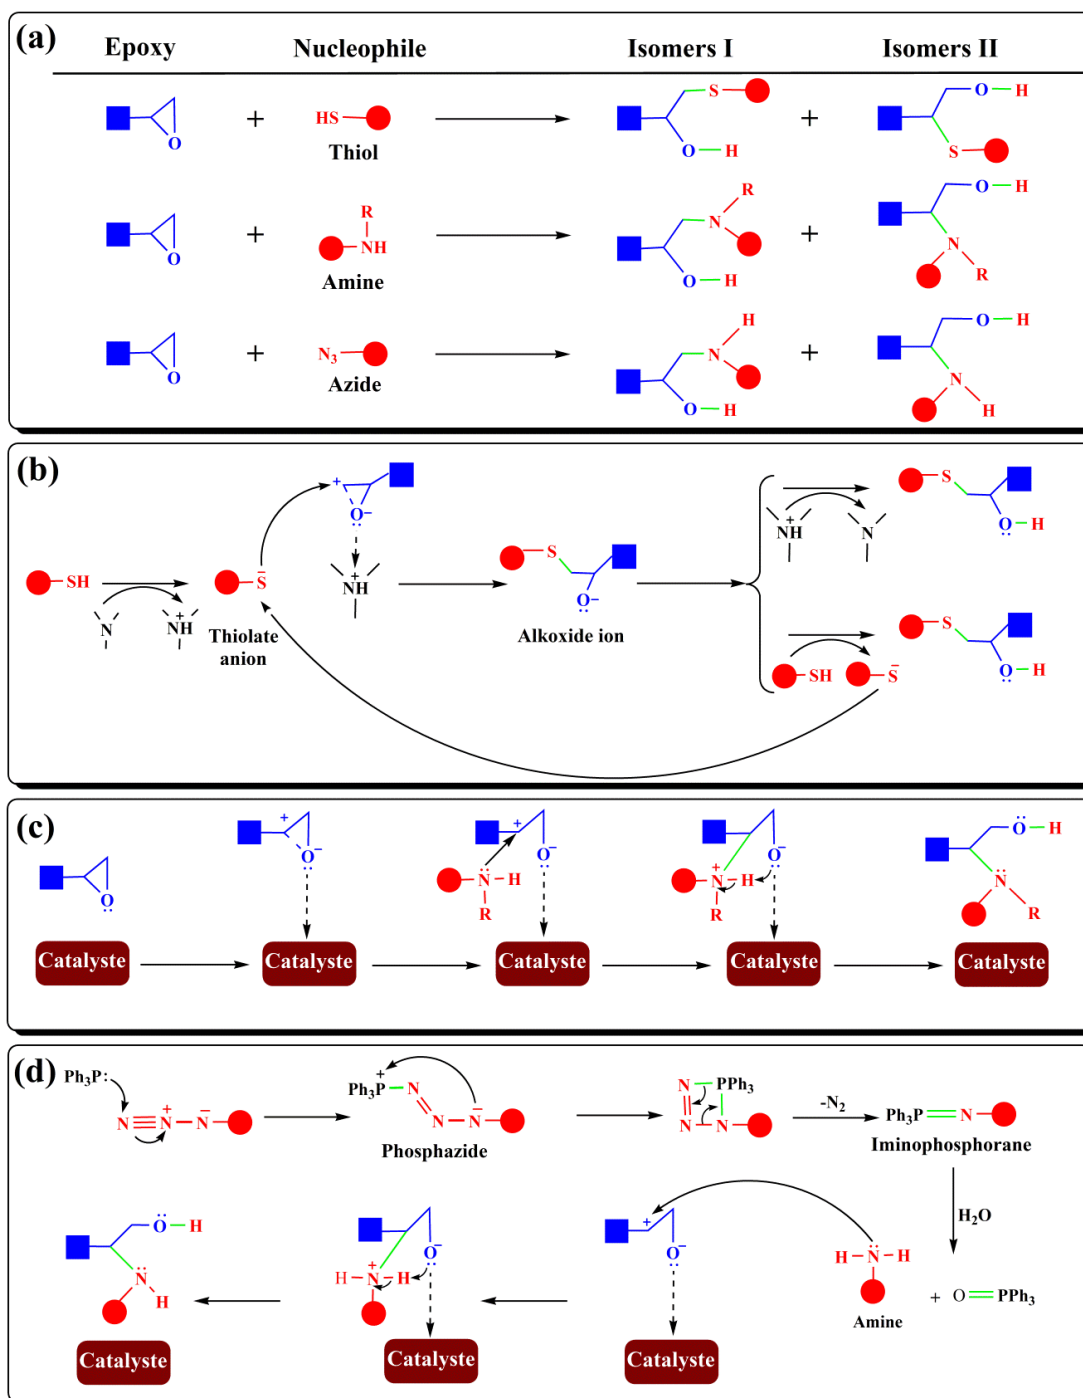 (a)
Epoxy Nucleophile Isomers I Isomers II
O + HS Thiol S O H + O H S
O + R NH Amine N R O H + O H N R
O + N3 Azide H N O H + O H N H
(b)
+ O− NH+
SH N NH+ S− Thiolate anion
S O− Alkoxide ion
NH+ N S O H
SH S− S O H
(c)
O + O− + O− N H R + N H R O− O H N R
Catalyste Catalyste Catalyste Catalyste Catalyste
(d)
Ph3P: N N+ N−
Ph3P+ N N N− Phosphazide
N PPh3 N N
-N2
Ph3P N Iminophosphorane
H2O
H N H Amine + O PPh3
+ O− Catalyste
O− H N+ H Catalyste
O H N H Catalyste